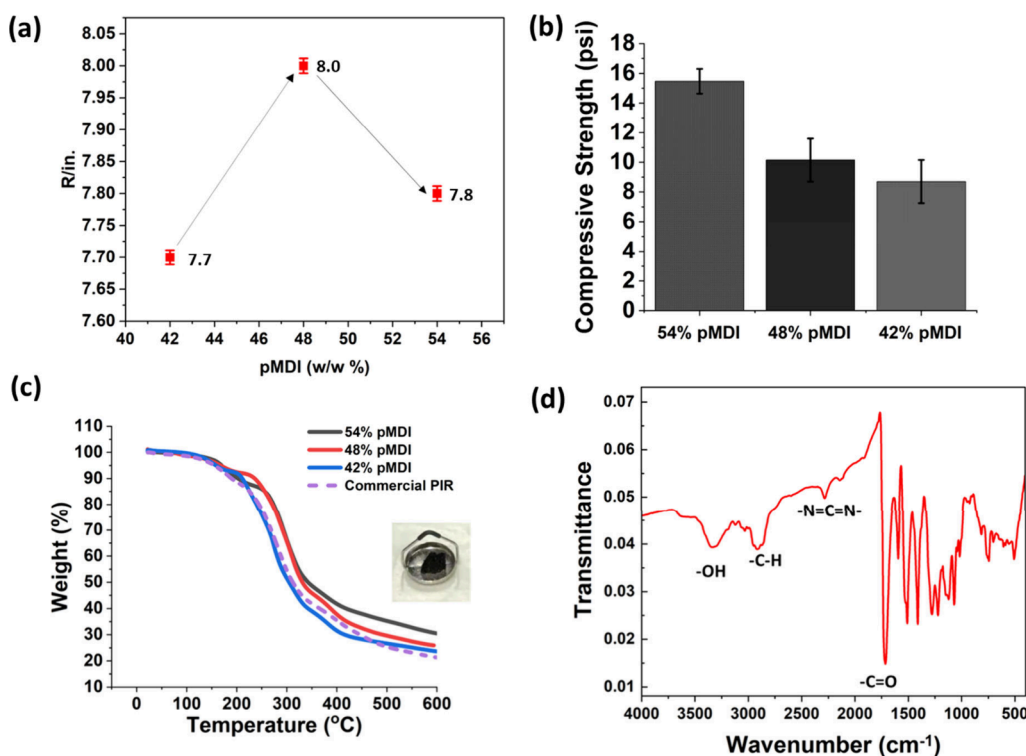 (a)
8.00
7.95
7.90
7.85
7.80
7.75
7.70
7.65
7.60
R/in.
8.0
7.8
7.7
40 42 44 46 48 50 52 54 56
pMDI (w/w %)
(b)
18
16
14
12
10
8
6
4
2
0
Compressive Strength (psi)
54% pMDI 48% pMDI 42% pMDI
(c)
110
100
90
80
70
60
50
40
30
20
10
Weight (%)
54% pMDI
48% pMDI
42% pMDI
Commercial PIR
0 100 200 300 400 500 600
Temperature (°C)
(d)
0.07
0.06
0.05
0.04
0.03
0.02
0.01
Transmittance
-N=C=N-
-OH
-C-H
-C=O
4000 3500 3000 2500 2000 1500 1000 500
Wavenumber (cm⁻¹)